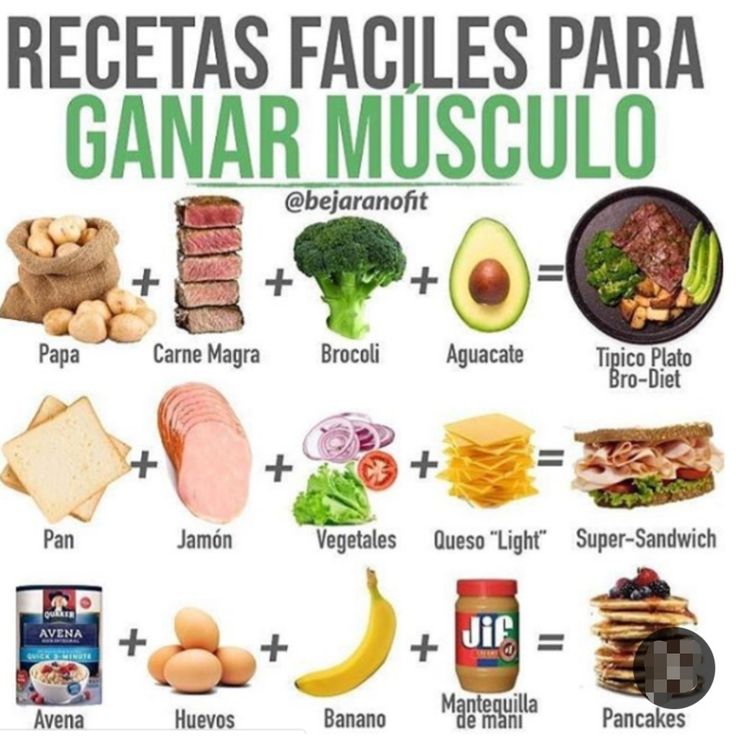 RECETAS FACILES PARA
GANAR MÚSCULO
@bejaranofit
Papa
Carne Magra
Brocoli
Aguacate
Tipico Plato
Bro-Diet
Pan
Jamón
Vegetales
Queso "Light"
Super-Sandwich
QUAKER
AVENA
QUICK 3-MINUTE
Jif
CREAMY
Avena
Huevos
Banano
Mantequilla
de mani
Pancakes